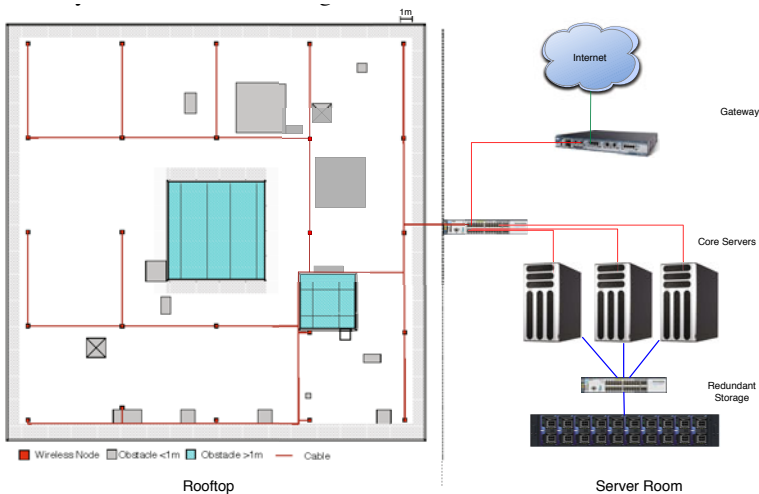 1m
Internet
Gateway
Core Servers
Redundant
Storage
Wireless Node
Obstacle <1m
Obstacle >1m
Cable
Rooftop
Server Room